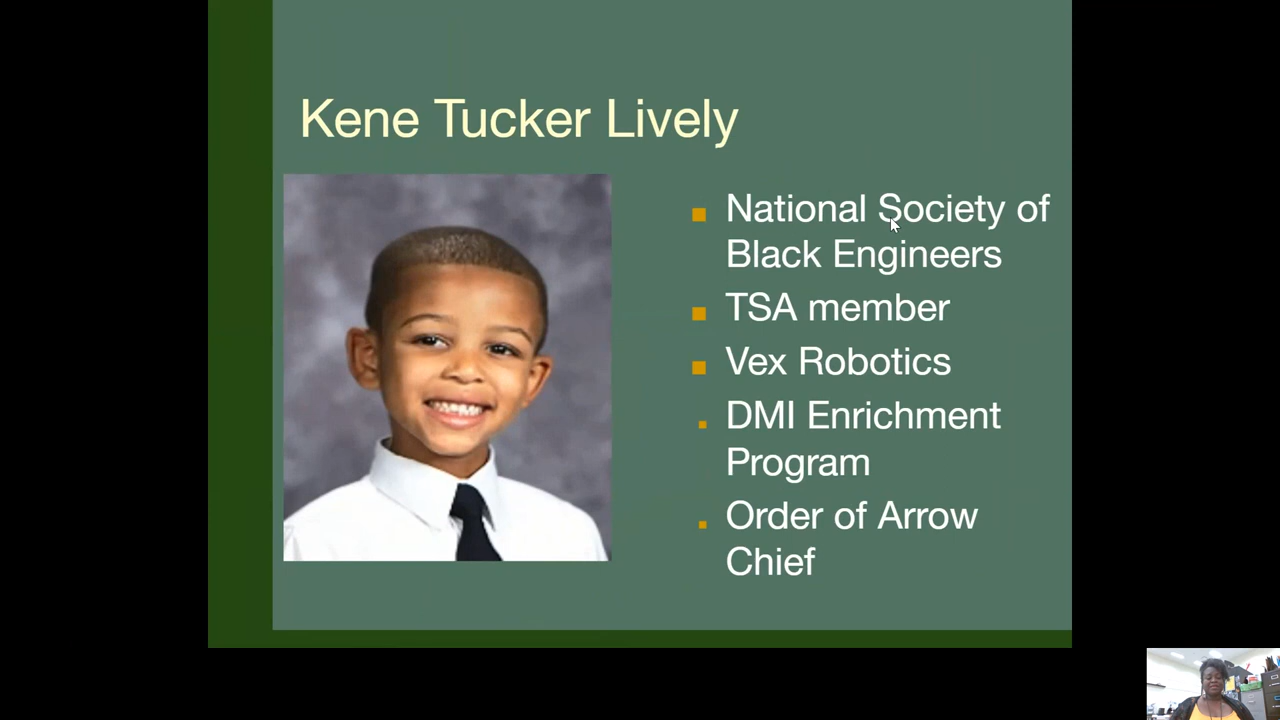 Kene Tucker Lively
National Society of
Black Engineers
TSA member
Vex Robotics
DMI Enrichment
Program
Order of Arrow
Chief